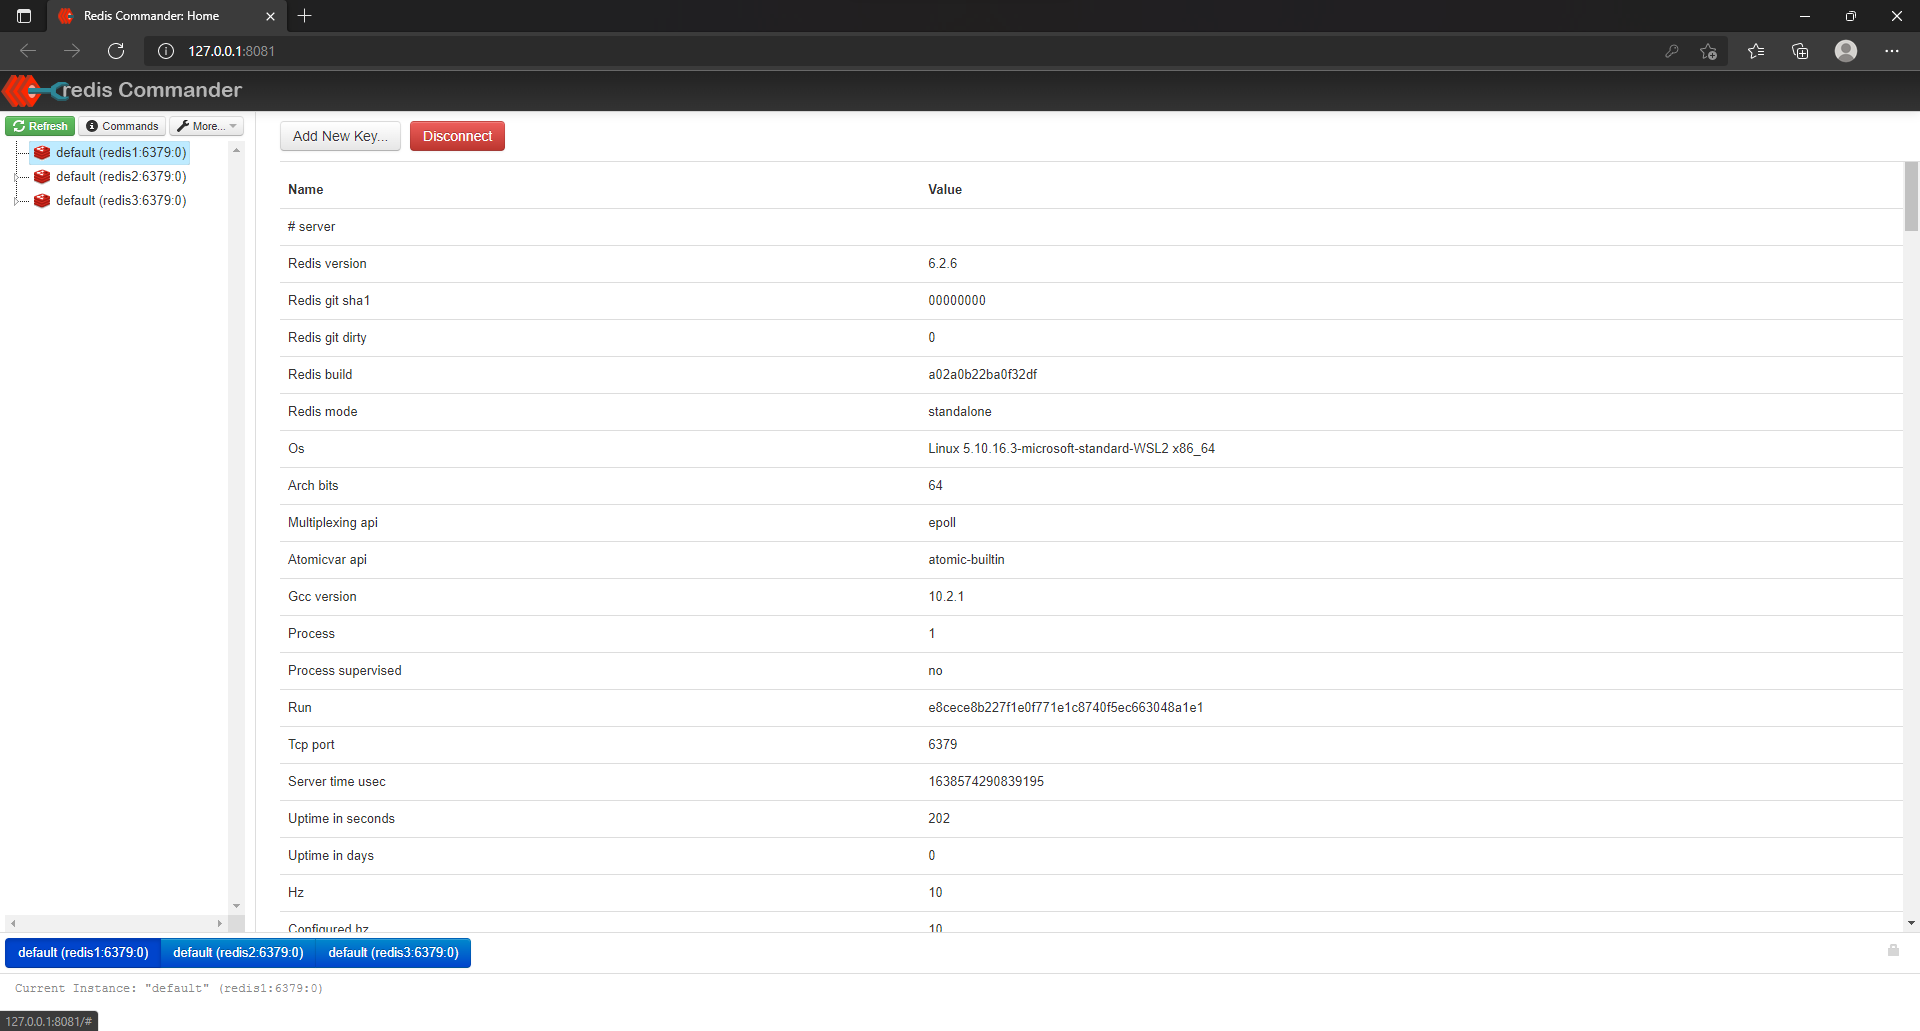 Redis Commander: Home
127.0.0.1:8081
redis Commander
Refresh Commands More...
default (redis1:6379:0)
default (redis2:6379:0)
default (redis3:6379:0)
Add New Key... Disconnect
Name Value
# server
Redis version 6.2.6
Redis git sha1 00000000
Redis git dirty 0
Redis build a02a0b22ba0f32df
Redis mode standalone
Os Linux 5.10.16.3-microsoft-standard-WSL2 x86_64
Arch bits 64
Multiplexing api epoll
Atomicvar api atomic-builtin
Gcc version 10.2.1
Process 1
Process supervised no
Run e8cece8b227f1e0f771e1c8740f5ec663048a1e1
Tcp port 6379
Server time usec 1638574290839195
Uptime in seconds 202
Uptime in days 0
Hz 10
Configured hz 10
default (redis1:6379:0) default (redis2:6379:0) default (redis3:6379:0)
Current Instance: "default" (redis1:6379:0)
127.0.0.1:8081/#